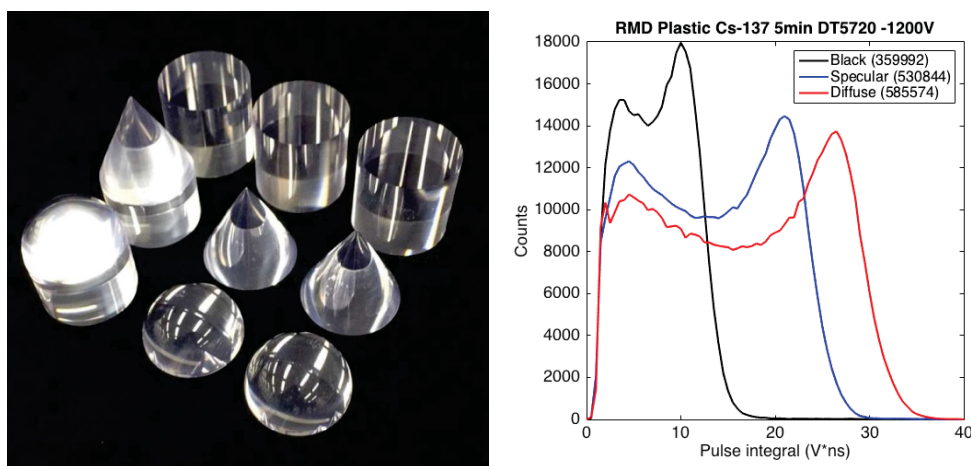 RMD Plastic Cs-137 5min DT5720 -1200V
18000
16000
14000
12000
10000
8000
6000
4000
2000
0
Counts
Black (359992)
Specular (530844)
Diffuse (585574)
0 10 20 30 40
Pulse integral (V*ns)